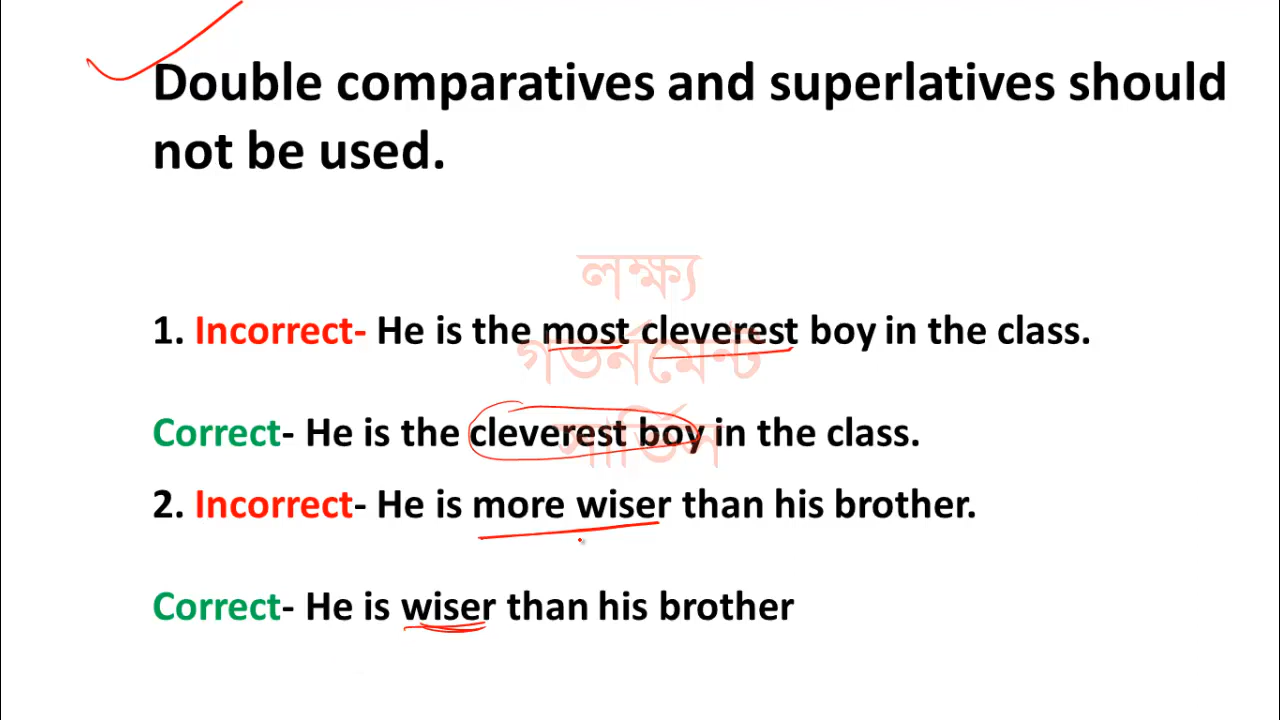 Double comparatives and superlatives should
not be used.
লক্ষ্য
1. Incorrect- He is the most cleverest boy in the class.
গভর্নমেন্ট
Correct- He is the cleverest boy in the class.
সার্ভিস
2. Incorrect- He is more wiser than his brother.
Correct- He is wiser than his brother